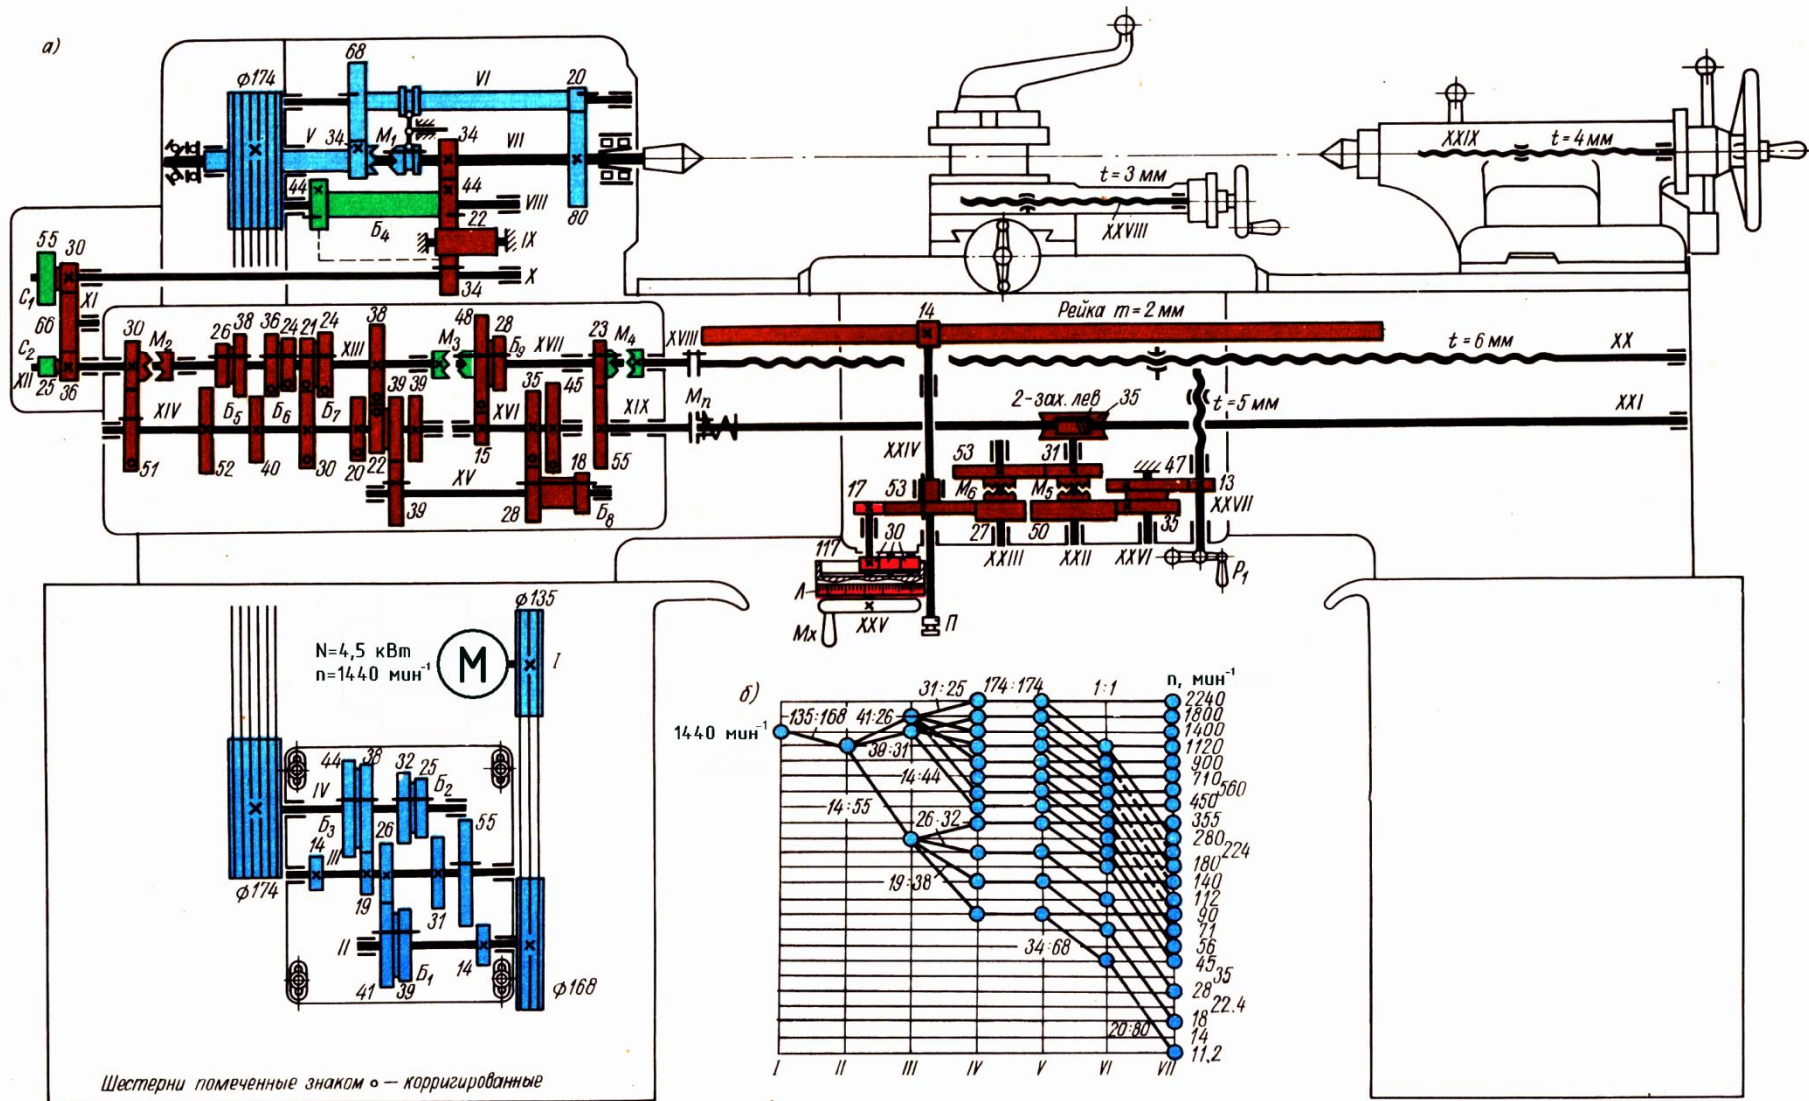 а)
68
VI
20
ϕ174
V
34
M₁
34
VII
44
44
VIII
Б₄
22
IX
80
55
30
X
C₁
XI
34
66
C₂
XII
25
36
30
M₂
26
38
36
24
21
24
XIII
38
M₃
48
28
Б₉
XVII
23
M₄
XVIII
39
39
35
45
XIV
Б₅
Б₆
Б₇
XVI
XIX
Mп
51
52
40
30
20
22
15
18
55
XV
39
28
Б₈
t = 3 мм
XXVIII
XXIX
t = 4 мм
14
Рейка m = 2 мм
t = 6 мм
XX
2-зах. лев
35
t = 5 мм
XXI
XXIV
53
31
47
17
53
M₆
M₅
13
XXVII
27
50
35
XXIII
XXII
XXVI
P₁
117
30
Л
Mx
XXV
П
ϕ135
N=4,5 кВт
n=1440 мин⁻¹
М
I
44
38
32
25
Б₂
IV
Б₃
26
55
14
III
ϕ174
19
31
II
14
41
39
Б₁
ϕ168
Шестерни помеченные знаком о — корригированные
б)
31:25
174:174
1:1
n, мин⁻¹
1440 мин⁻¹
135:168
41:26
39:31
14:44
14:55
26:32
19:38
34:68
20:80
2240
1800
1400
1120
900
710
560
450
355
280
224
180
140
112
90
71
56
45
35
28
22.4
18
14
11,2
I
II
III
IV
V
VI
VII